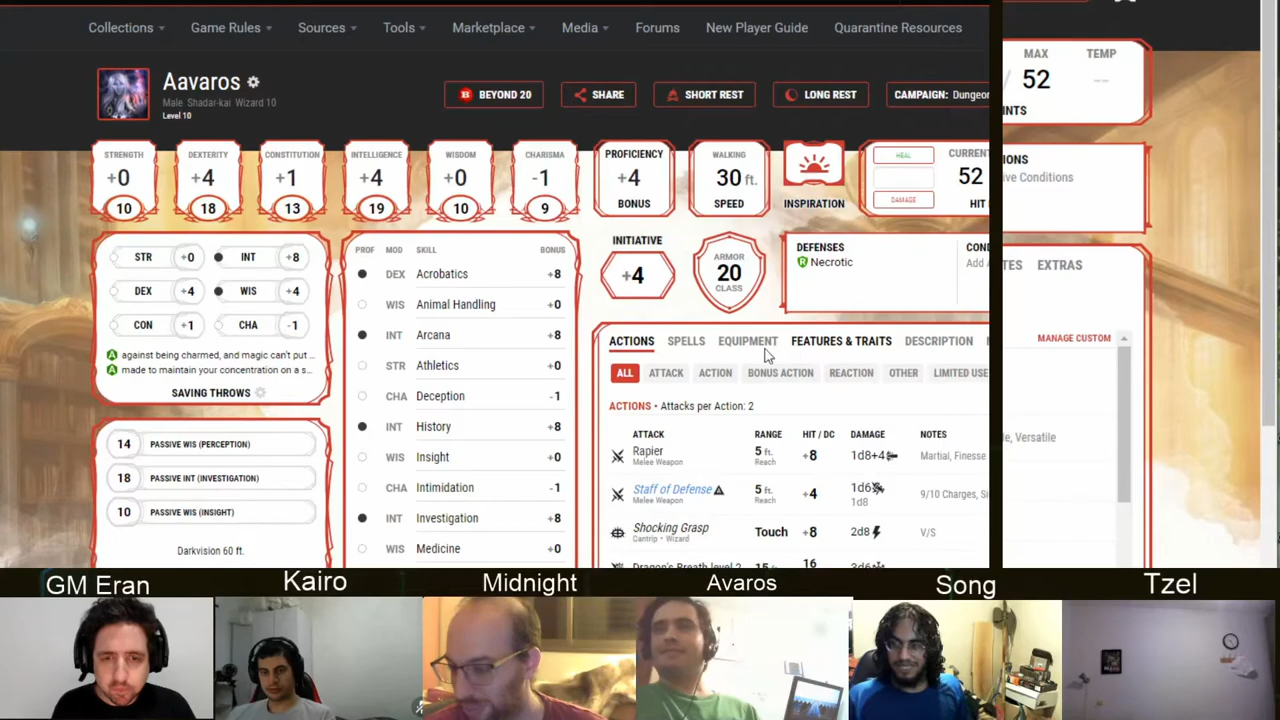 Collections Game Rules Sources Tools Marketplace Media Forums New Player Guide Quarantine Resources
Aavaros
Male Shadar-kai Wizard 10
Level 10
BEYOND 20
SHARE
SHORT REST
LONG REST
CAMPAIGN: Dungeon
STRENGTH
+0
10
DEXTERITY
+4
18
CONSTITUTION
+1
13
INTELLIGENCE
+4
19
WISDOM
+0
10
CHARISMA
-1
9
PROFICIENCY
+4
BONUS
WALKING
30 ft.
SPEED
INSPIRATION
HEAL
DAMAGE
CURRENT
52
HIT
MAX TEMP
/ 52 --
INTS
STR +0 INT +8
DEX +4 WIS +4
CON +1 CHA -1
against being charmed, and magic can't put ...
made to maintain your concentration on a s...
SAVING THROWS
14 PASSIVE WIS (PERCEPTION)
18 PASSIVE INT (INVESTIGATION)
10 PASSIVE WIS (INSIGHT)
Darkvision 60 ft.
PROF MOD SKILL BONUS
DEX Acrobatics +8
WIS Animal Handling +0
INT Arcana +8
STR Athletics +0
CHA Deception -1
INT History +8
WIS Insight +0
CHA Intimidation -1
INT Investigation +8
WIS Medicine +0
INITIATIVE
+4
ARMOR
20
CLASS
DEFENSES
R Necrotic
CON
Add
IONS
ive Conditions
ACTIONS SPELLS EQUIPMENT FEATURES & TRAITS DESCRIPTION
TES EXTRAS
ALL ATTACK ACTION BONUS ACTION REACTION OTHER LIMITED USE
MANAGE CUSTOM
ACTIONS • Attacks per Action: 2
ATTACK RANGE HIT / DC DAMAGE NOTES
Rapier 5 ft. +8 1d8+4 Martial, Finesse
Melee Weapon Reach
le, Versatile
Staff of Defense 5 ft. +4 1d6 9/10 Charges, Si
Melee Weapon Reach 1d8
Shocking Grasp Touch +8 2d8 V/S
Cantrip • Wizard
GM Eran
Kairo
Midnight
Avaros
Song
Tzel